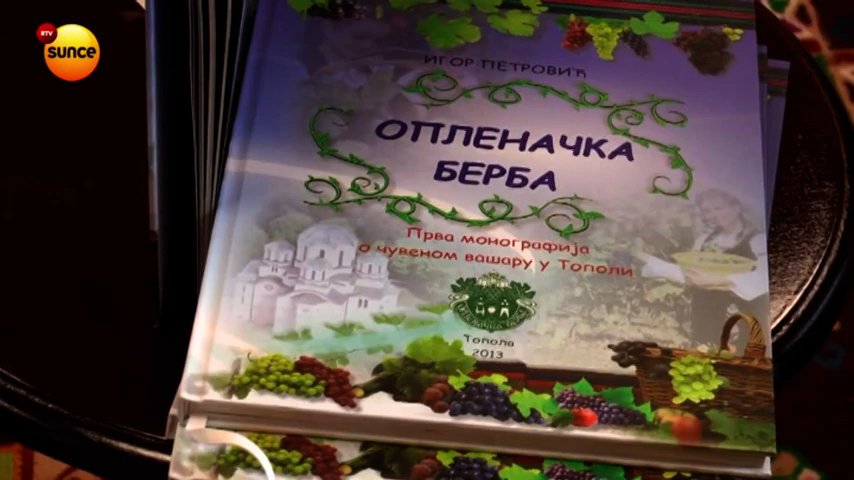 RTV
sunce
ИГОР ПЕТРОВИЋ
ОПЛЕНАЧКА
БЕРБА
Прва монографија
о чувеном вашару у Тополи
Топола
2013